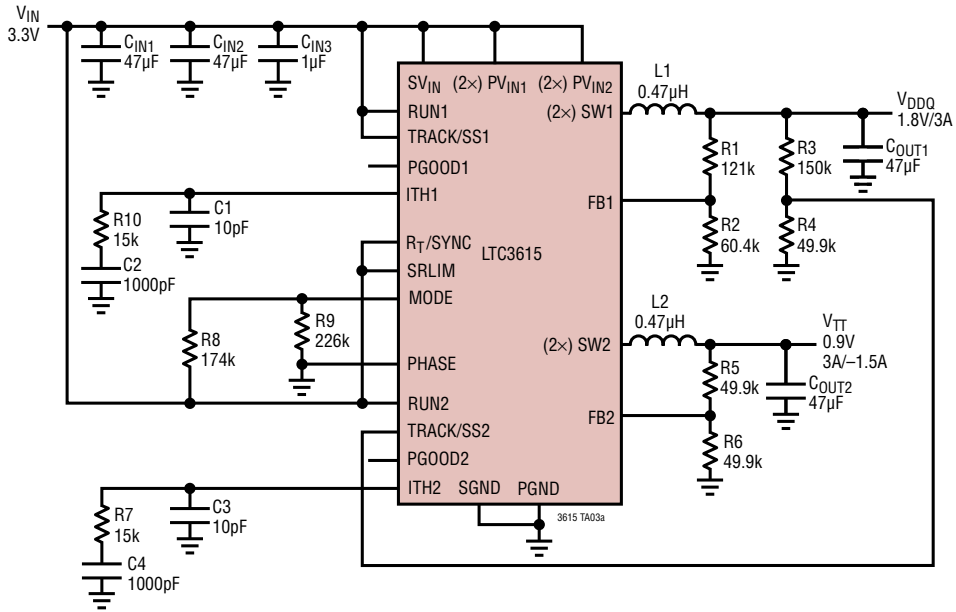 VIN
3.3V
CIN1
47µF
CIN2
47µF
CIN3
1µF
SVIN (2×) PVIN1 (2×) PVIN2
RUN1
TRACK/SS1
PGOOD1
ITH1
RT/SYNC
SRLIM
MODE
PHASE
RUN2
TRACK/SS2
PGOOD2
ITH2
SGND PGND
LTC3615
(2×) SW1
FB1
(2×) SW2
FB2
L1
0.47µH
VDDQ
1.8V/3A
R1
121k
R3
150k
COUT1
47µF
R2
60.4k
R4
49.9k
R10
15k
C1
10pF
C2
1000pF
R8
174k
R9
226k
L2
0.47µH
VTT
0.9V
3A/–1.5A
R5
49.9k
COUT2
47µF
R6
49.9k
R7
15k
C3
10pF
C4
1000pF
3615 TA03a